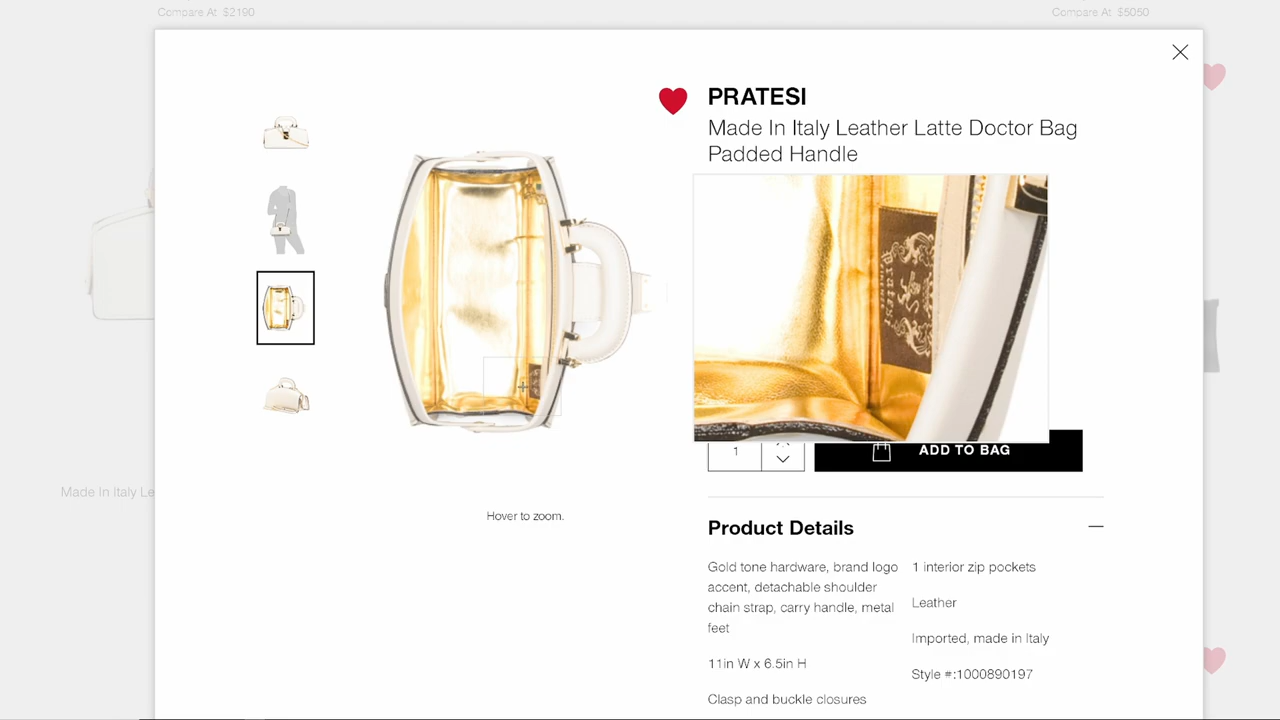 Compare At $2190
Compare At $5050
PRATESI
Made In Italy Leather Latte Doctor Bag
Padded Handle
1
ADD TO BAG
Made In Italy Le
Hover to zoom.
Product Details
Gold tone hardware, brand logo
accent, detachable shoulder
chain strap, carry handle, metal
feet
11in W x 6.5in H
Clasp and buckle closures
1 interior zip pockets
Leather
Imported, made in Italy
Style #:1000890197